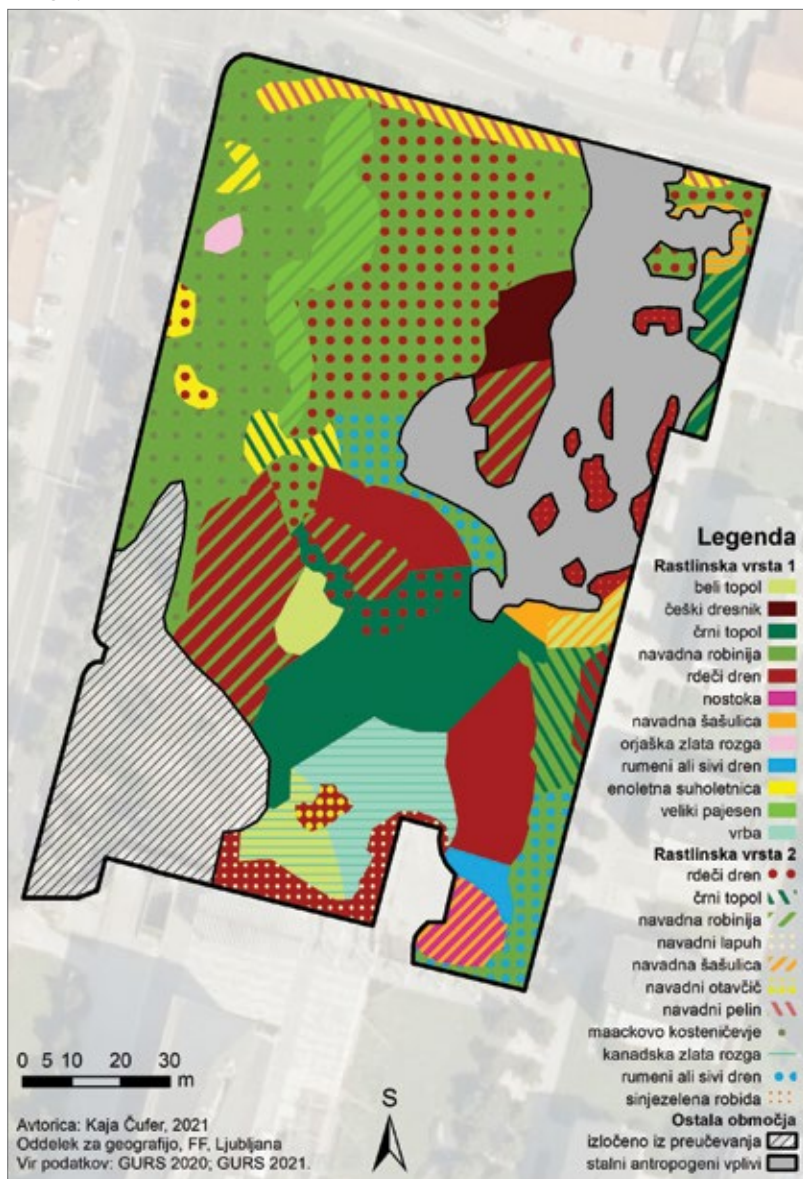 Legenda
Rastlinska vrsta 1
beli topol
češki dresnik
črni topol
navadna robinija
rdeči dren
nostoka
navadna šašulica
orjaška zlata rozga
rumeni ali sivi dren
enoletna suholetnica
veliki pajesen
vrba
Rastlinska vrsta 2
rdeči dren
črni topol
navadna robinija
navadni lapuh
navadna šašulica
navadni otavčič
navadni pelin
maackovo kosteničevje
kanadska zlata rozga
rumeni ali sivi dren
sinjezelena robida
Ostala območja
izločeno iz preučevanja
stalni antropogeni vplivi
0 5 10 20 30
m
S
Avtorica: Kaja Čufer, 2021
Oddelek za geografijo, FF, Ljubljana
Vir podatkov: GURS 2020; GURS 2021.